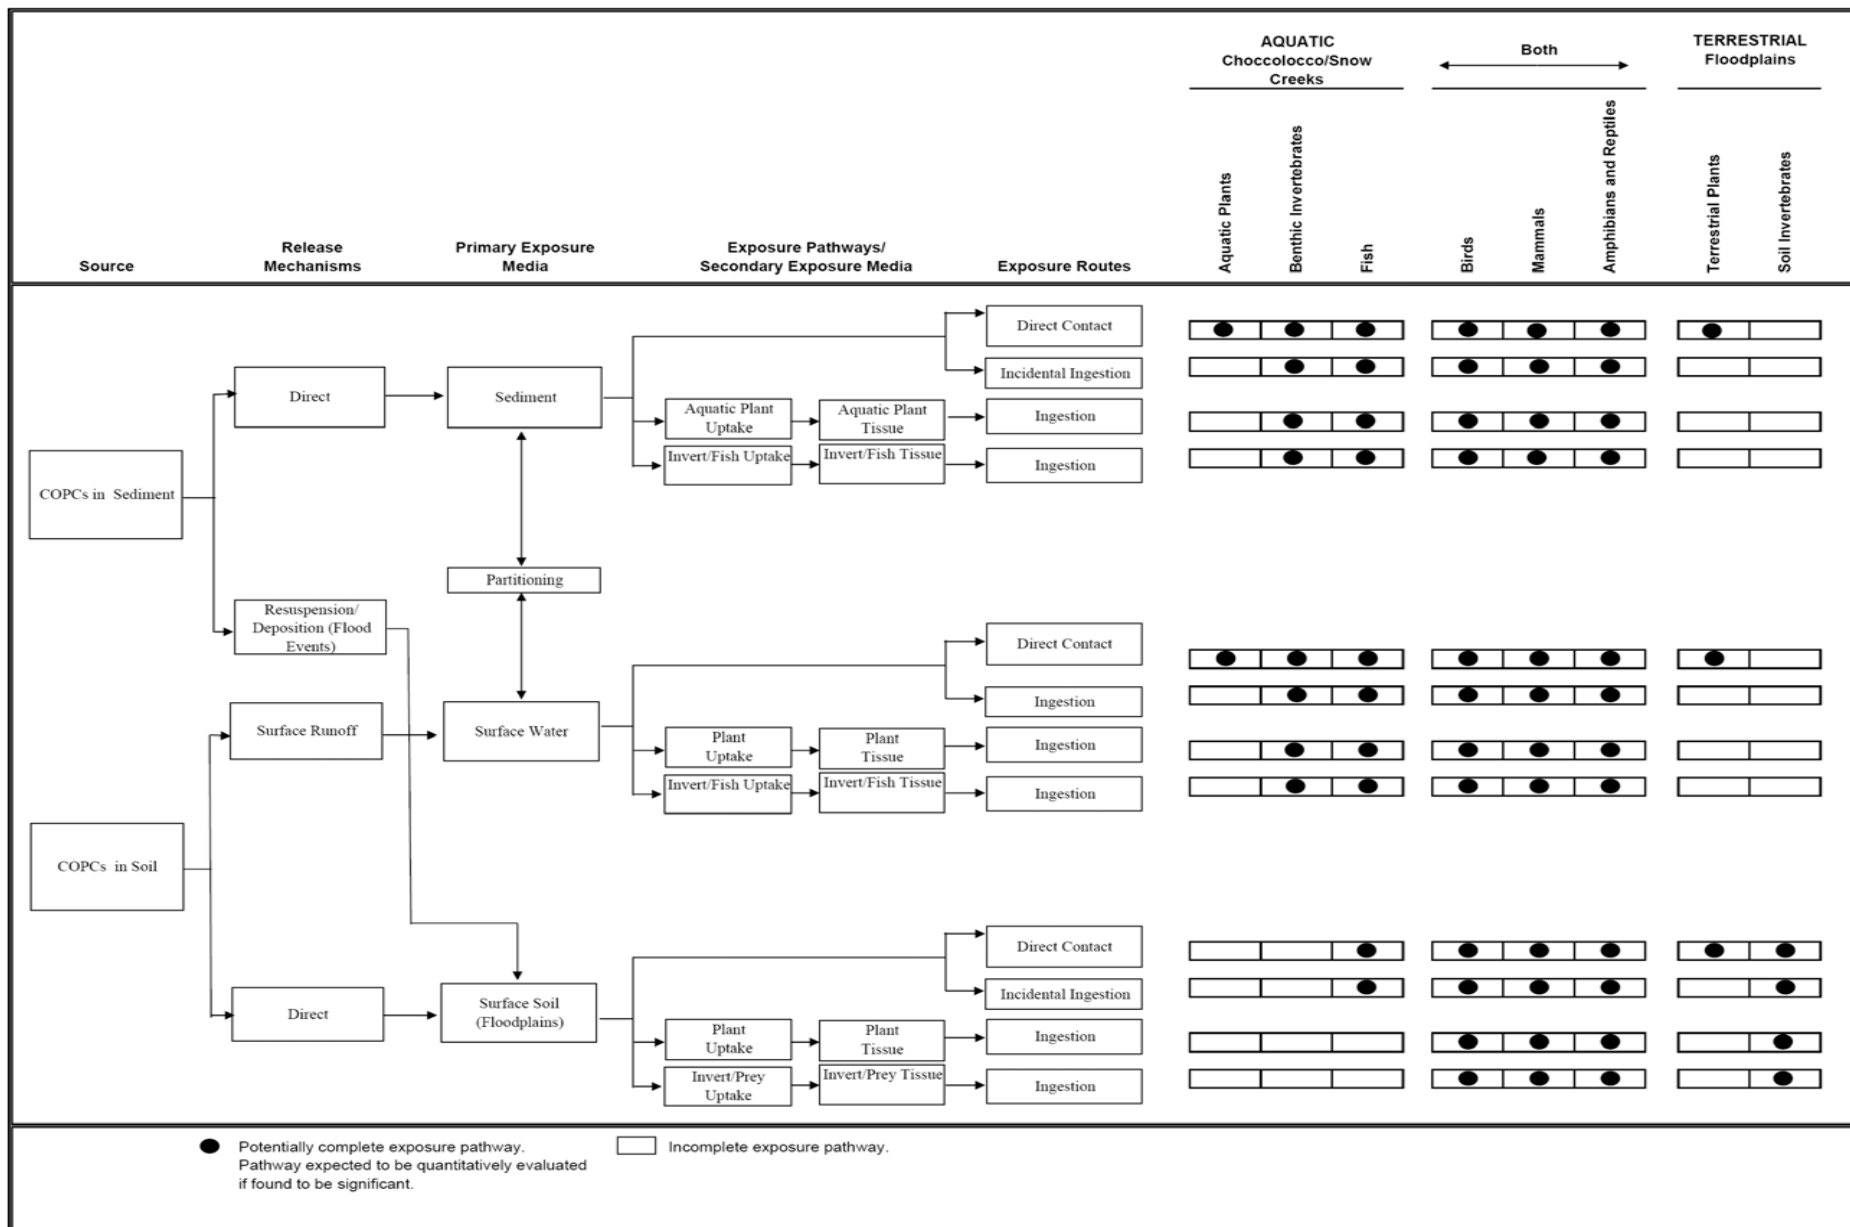 AQUATIC
Choccolocco/Snow
Creeks
Both
TERRESTRIAL
Floodplains
Source
Release
Mechanisms
Primary Exposure
Media
Exposure Pathways/
Secondary Exposure Media
Exposure Routes
Aquatic Plants
Benthic Invertebrates
Fish
Birds
Mammals
Amphibians and Reptiles
Terrestrial Plants
Soil Invertebrates
COPCs in Sediment
Direct
Sediment
Direct Contact
Incidental Ingestion
Aquatic Plant
Uptake
Aquatic Plant
Tissue
Ingestion
Invert/Fish Uptake
Invert/Fish Tissue
Ingestion
Partitioning
Resuspension/
Deposition (Flood
Events)
Surface Runoff
Surface Water
Direct Contact
Ingestion
Plant
Uptake
Plant
Tissue
Ingestion
Invert/Fish Uptake
Invert/Fish Tissue
Ingestion
COPCs in Soil
Direct
Surface Soil
(Floodplains)
Direct Contact
Incidental Ingestion
Plant
Uptake
Plant
Tissue
Ingestion
Invert/Prey
Uptake
Invert/Prey Tissue
Ingestion
Potentially complete exposure pathway.
Pathway expected to be quantitatively evaluated
if found to be significant.
Incomplete exposure pathway.